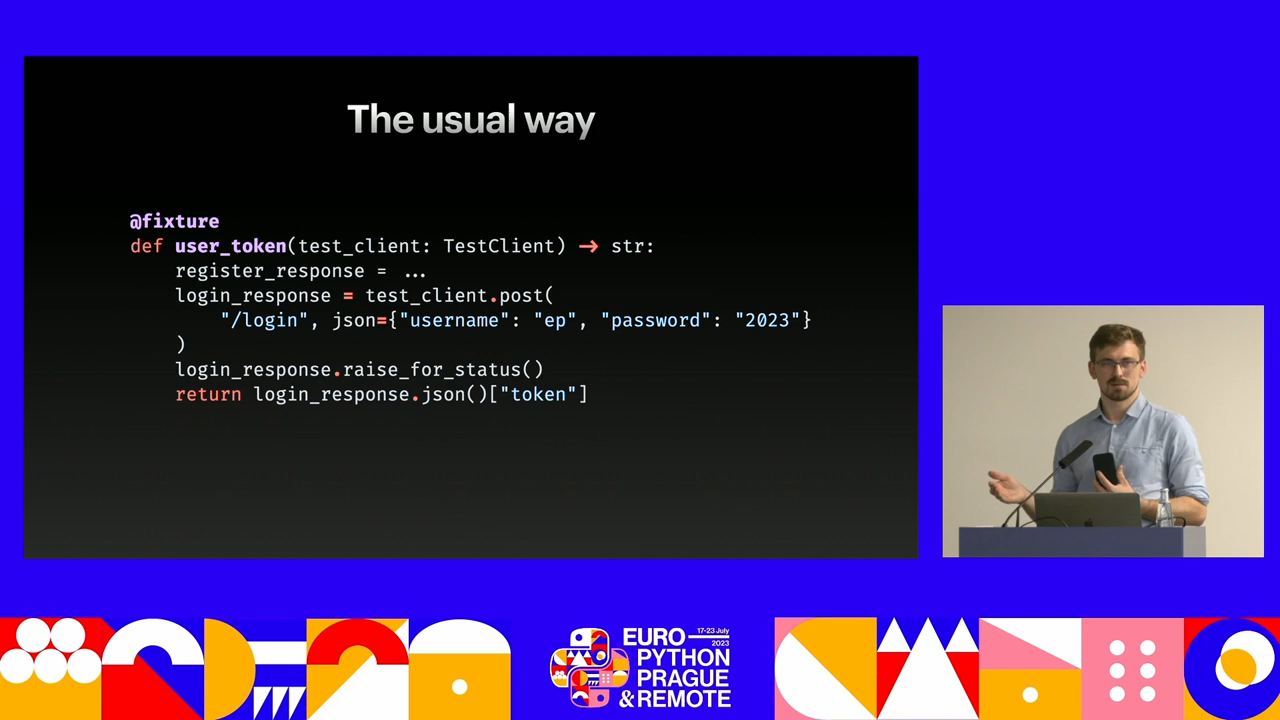 The usual way
@fixture
def user_token(test_client: TestClient) → str:
    register_response = ...
    login_response = test_client.post(
        "/login", json={"username": "ep", "password": "2023"}
    )
    login_response.raise_for_status()
    return login_response.json()["token"]
EURO
17-23 July
2023
PYTHON
PRAGUE
& REMOTE